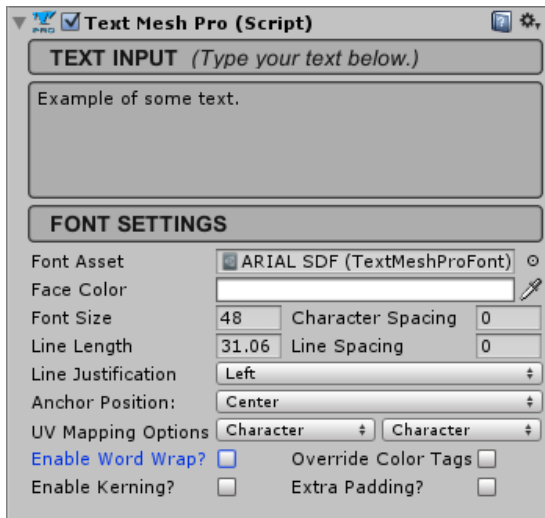 PRO Text Mesh Pro (Script)
TEXT INPUT (Type your text below.)
Example of some text.
FONT SETTINGS
Font Asset ARIAL SDF (TextMeshProFont)
Face Color
Font Size 48 Character Spacing 0
Line Length 31.06 Line Spacing 0
Line Justification Left
Anchor Position: Center
UV Mapping Options Character Character
Enable Word Wrap? Override Color Tags
Enable Kerning? Extra Padding?